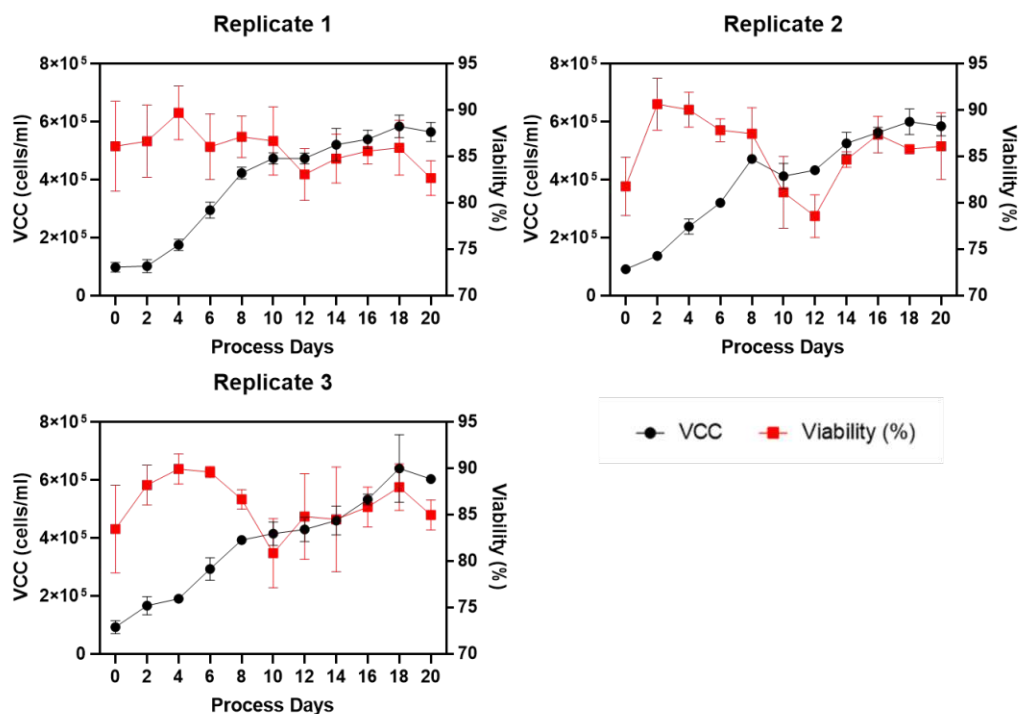 Replicate 1
8×10⁵
6×10⁵
4×10⁵
2×10⁵
0
VCC (cells/ml)
95
90
85
80
75
70
Viability (%)
0 2 4 6 8 10 12 14 16 18 20
Process Days
Replicate 2
8×10⁵
6×10⁵
4×10⁵
2×10⁵
0
VCC (cells/ml)
95
90
85
80
75
70
Viability (%)
0 2 4 6 8 10 12 14 16 18 20
Process Days
Replicate 3
8×10⁵
6×10⁵
4×10⁵
2×10⁵
0
VCC (cells/ml)
95
90
85
80
75
70
Viability (%)
0 2 4 6 8 10 12 14 16 18 20
Process Days
VCC Viability (%)